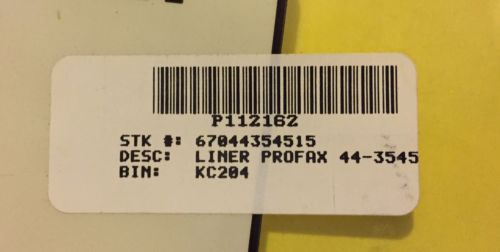 P112162
STK #: 67044354515
DESC: LINER PROFAX 44-3545
BIN: KC204